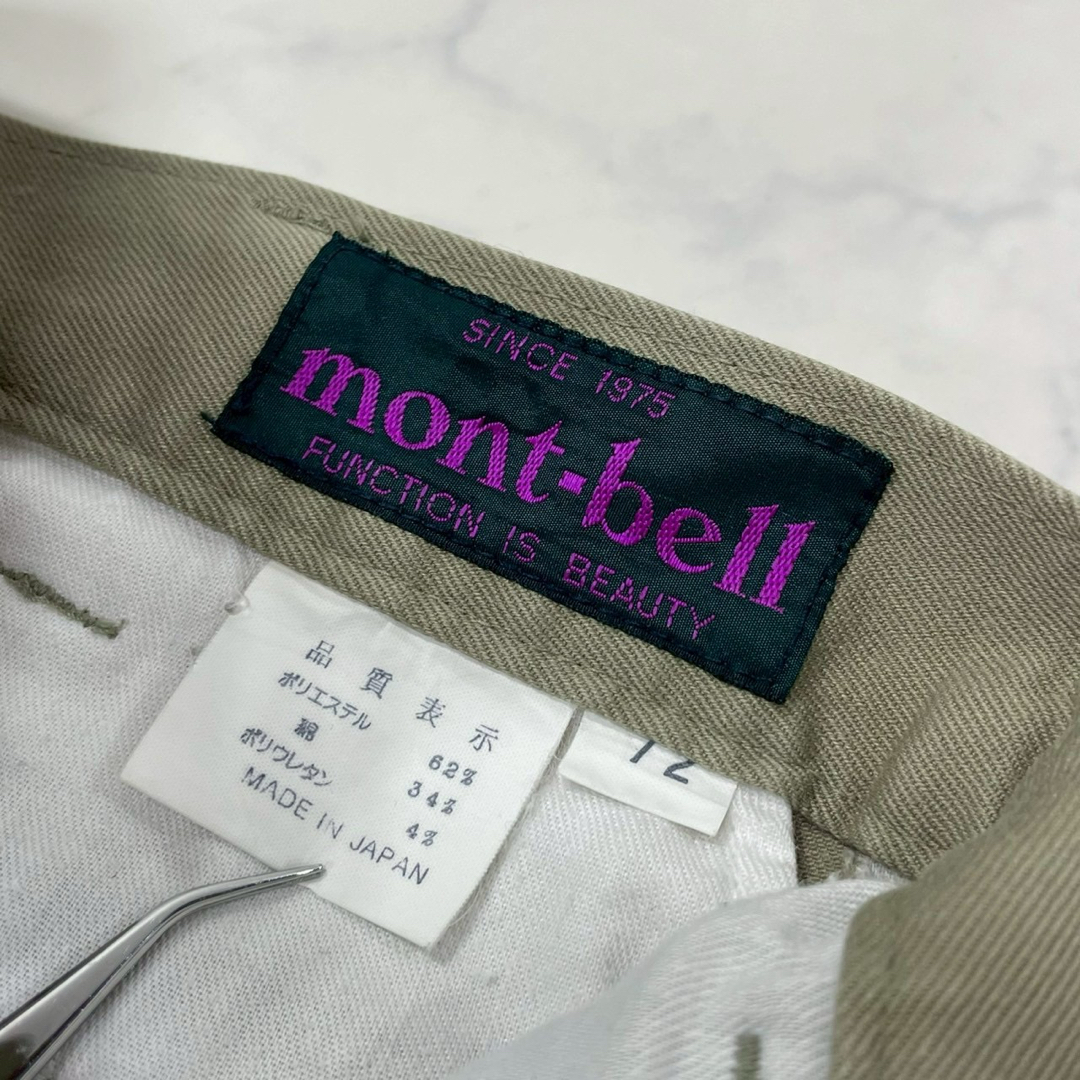 SINCE 1975
mont-bell
FUNCTION IS BEAUTY
品質表示
ポリエステル 62%
綿 34%
ポリウレタン 4%
MADE IN JAPAN